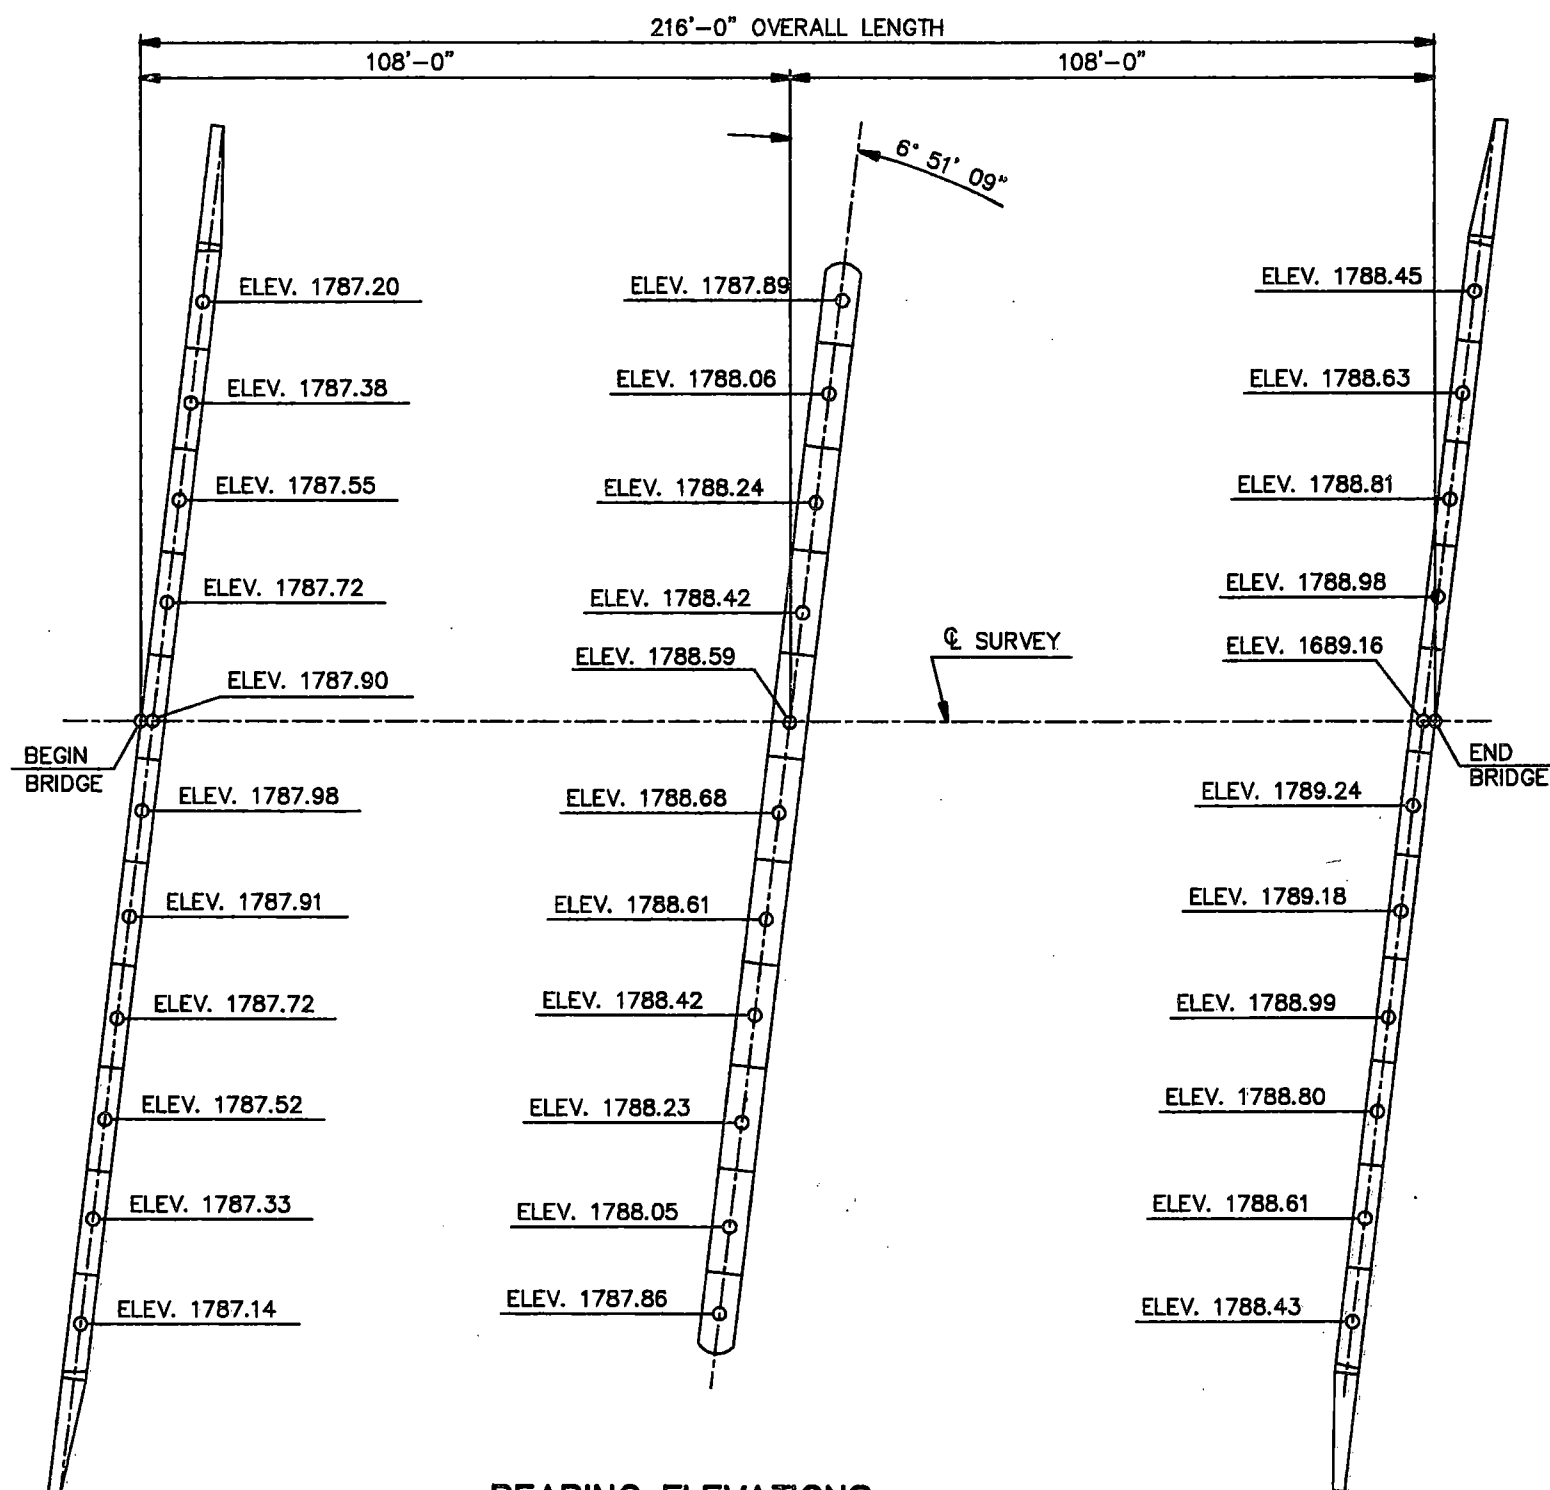 216'-0" OVERALL LENGTH
108'-0"
108'-0"
6° 51' 09"
ELEV. 1787.20
ELEV. 1787.89
ELEV. 1788.45
ELEV. 1787.38
ELEV. 1788.06
ELEV. 1788.63
ELEV. 1787.55
ELEV. 1788.24
ELEV. 1788.81
ELEV. 1787.72
ELEV. 1788.42
ELEV. 1788.98
ELEV. 1787.90
ELEV. 1788.59
℄ SURVEY
ELEV. 1689.16
BEGIN
BRIDGE
END
BRIDGE
ELEV. 1787.98
ELEV. 1788.68
ELEV. 1789.24
ELEV. 1787.91
ELEV. 1788.61
ELEV. 1789.18
ELEV. 1787.72
ELEV. 1788.42
ELEV. 1788.99
ELEV. 1787.52
ELEV. 1788.23
ELEV. 1788.80
ELEV. 1787.33
ELEV. 1788.05
ELEV. 1788.61
ELEV. 1787.14
ELEV. 1787.86
ELEV. 1788.43
BEARING ELEVATIONS